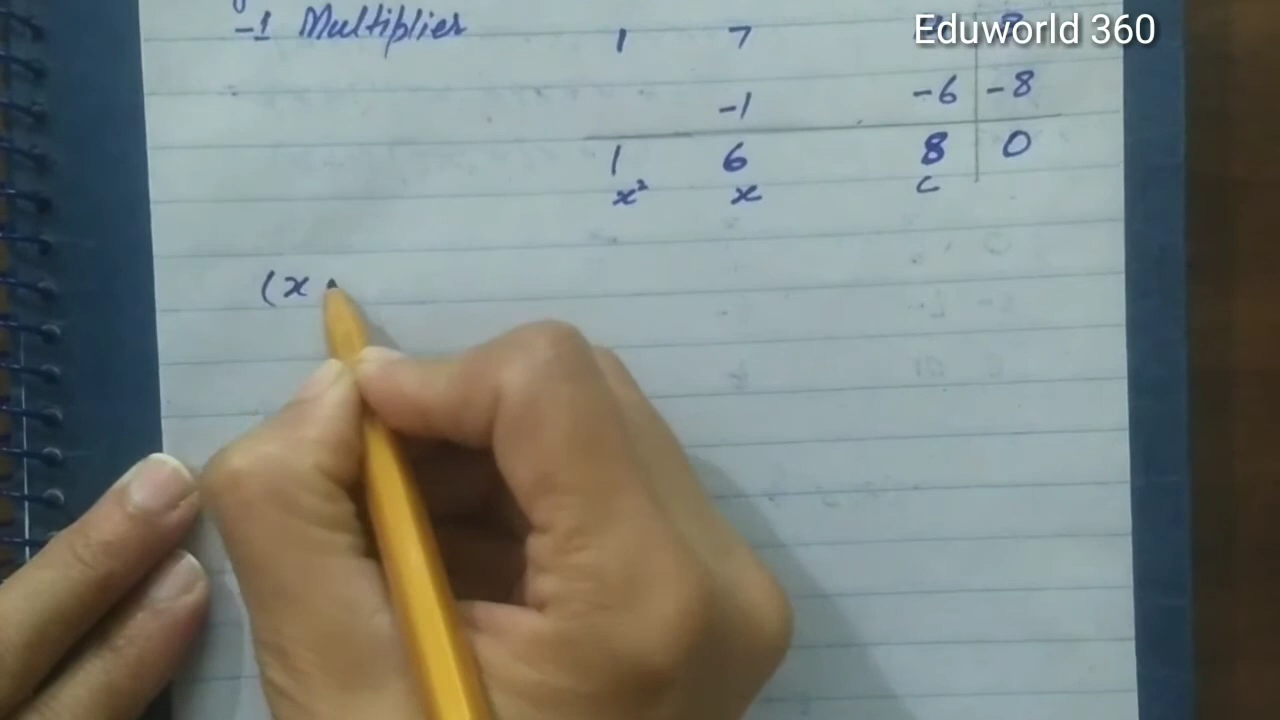 Eduworld 360
-1 Multiplier 1 7
-1 -6 -8
1 6 8 0
x² x c
(x